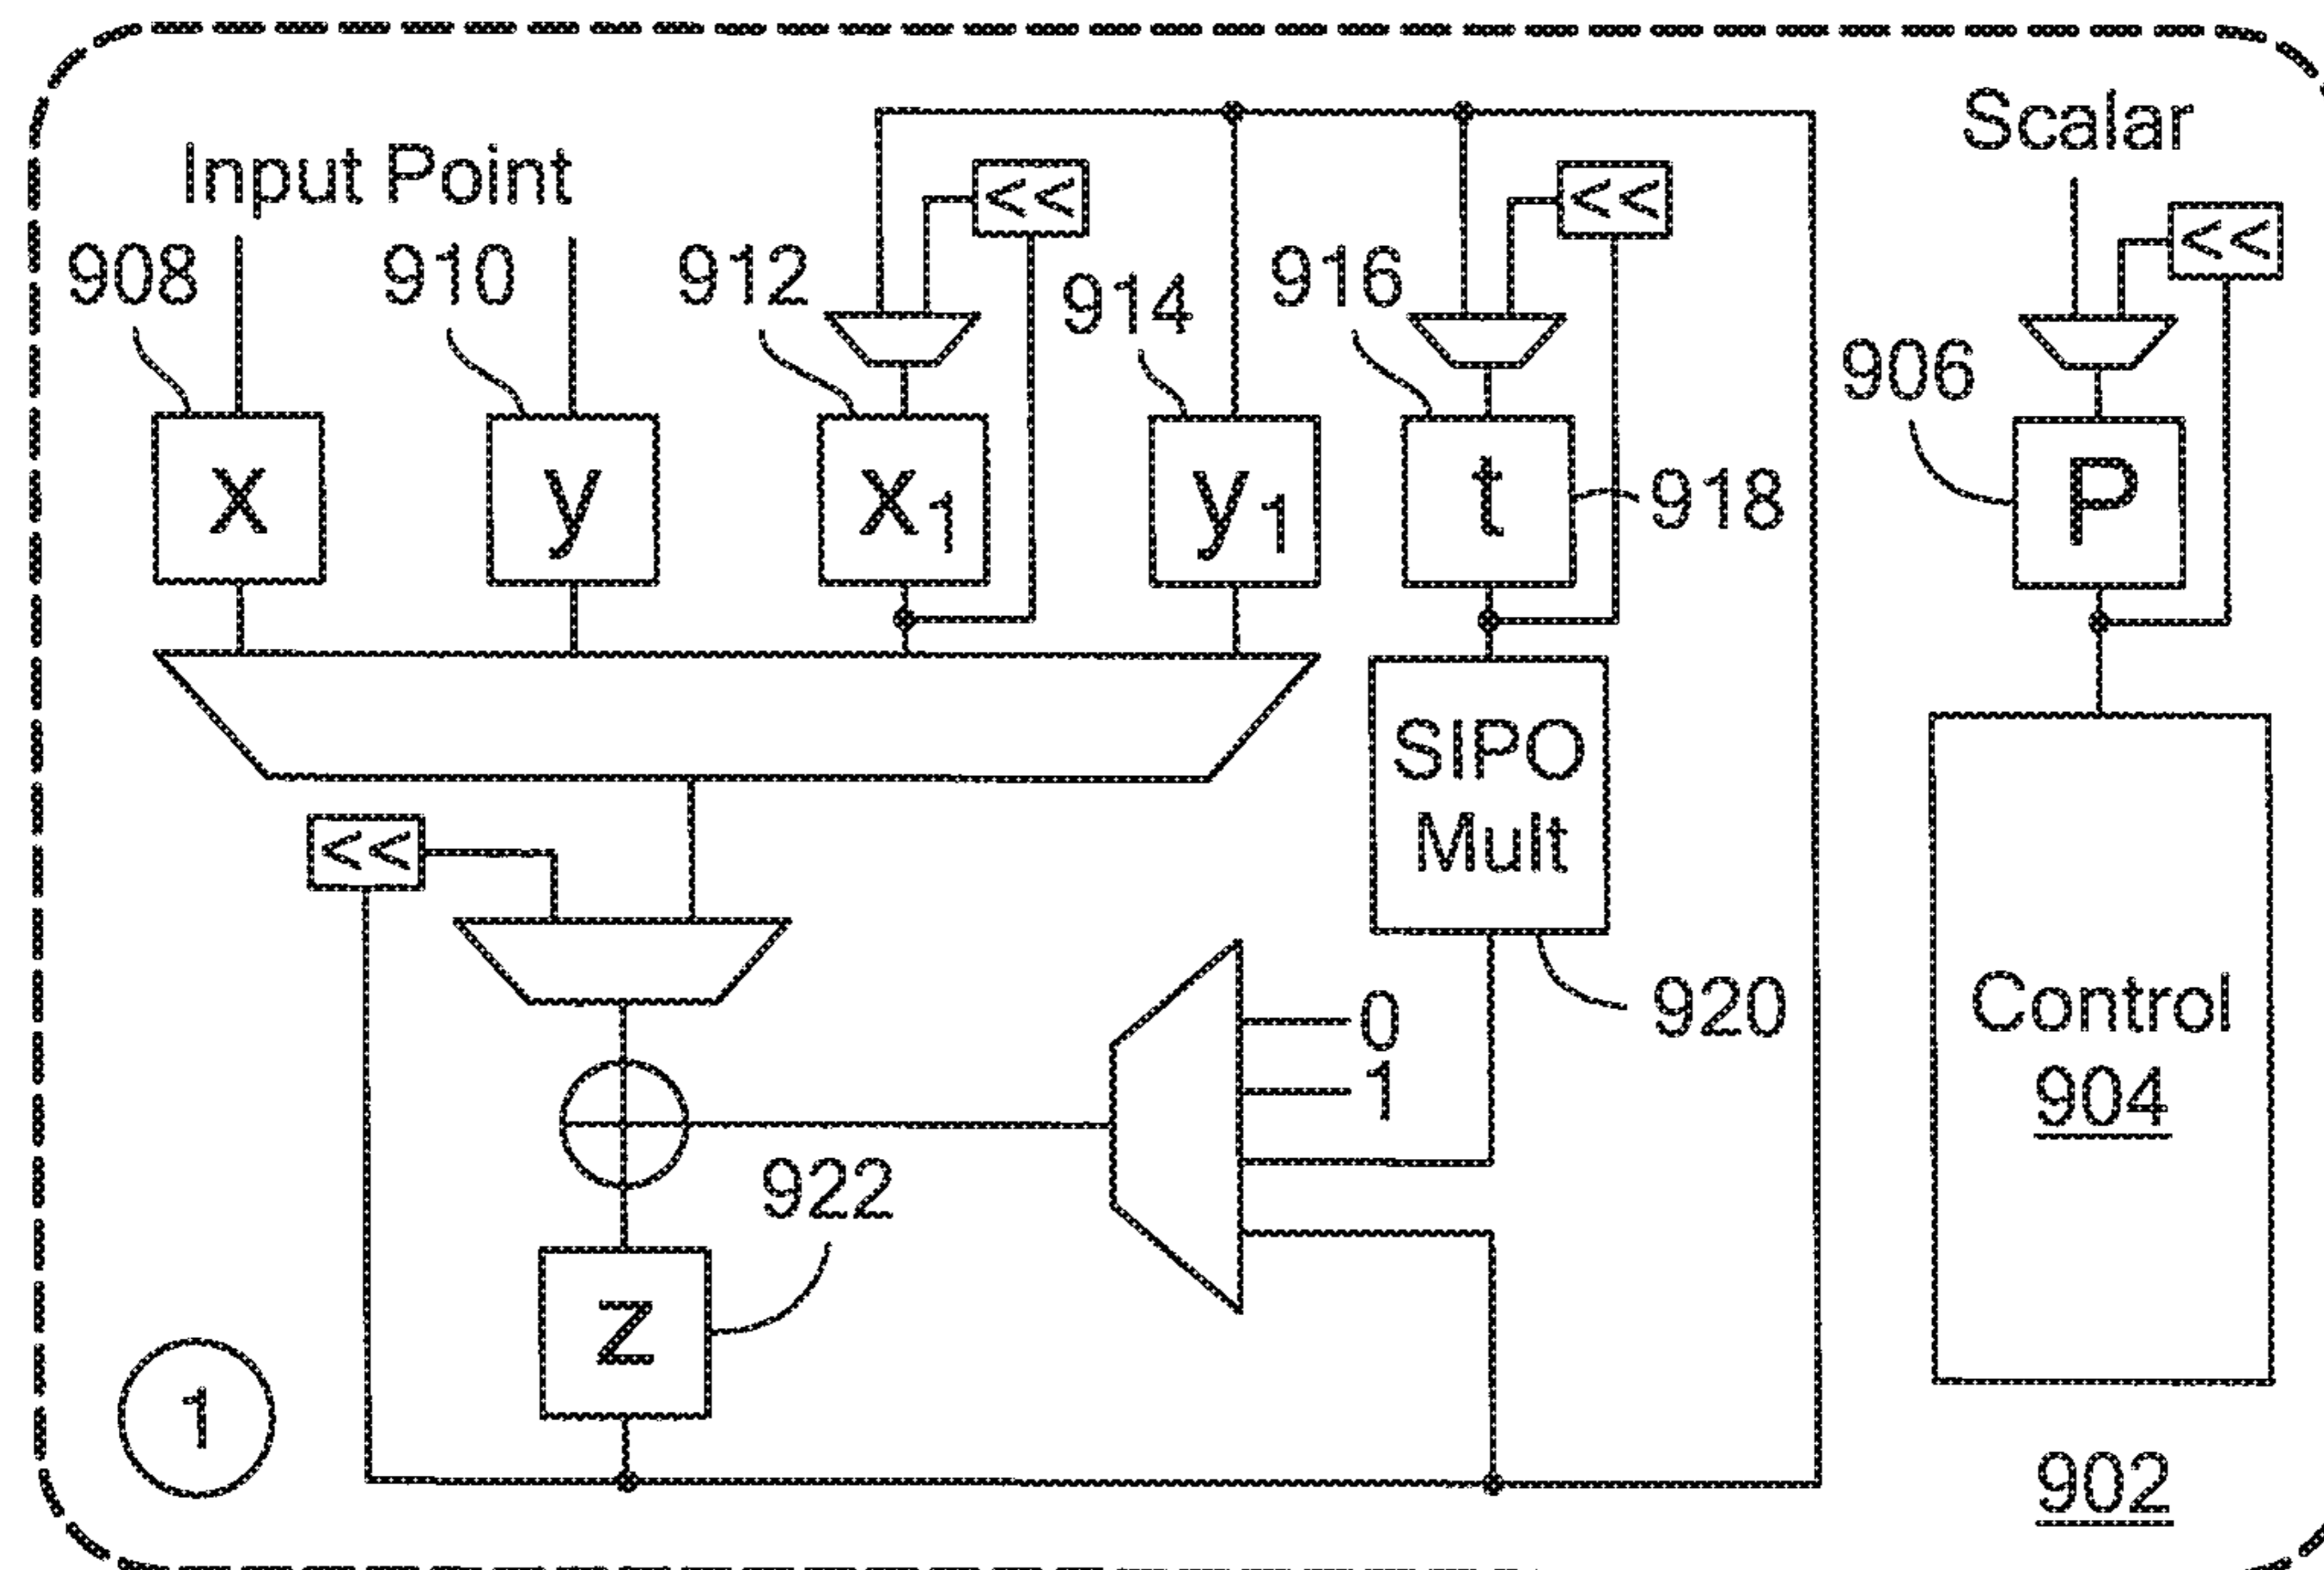 Scalar
Input Point
<<
<<
<<
908
910
912
914
916
906
x
y
x1
y1
t
918
P
SIPO
Mult
<<
920
0
1
Control
904
922
z
1
902